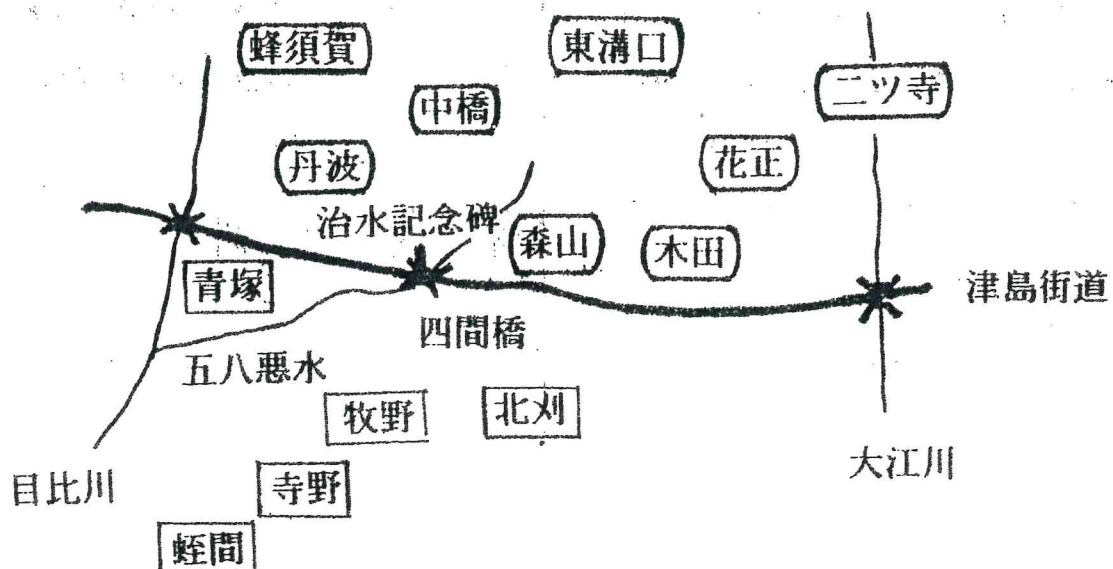 蜂須賀
東溝口
二ツ寺
中橋
丹波
花正
治水記念碑
森山
木田
青塚
津島街道
四間橋
五八悪水
牧野
北刈
大江川
目比川
寺野
蛭間